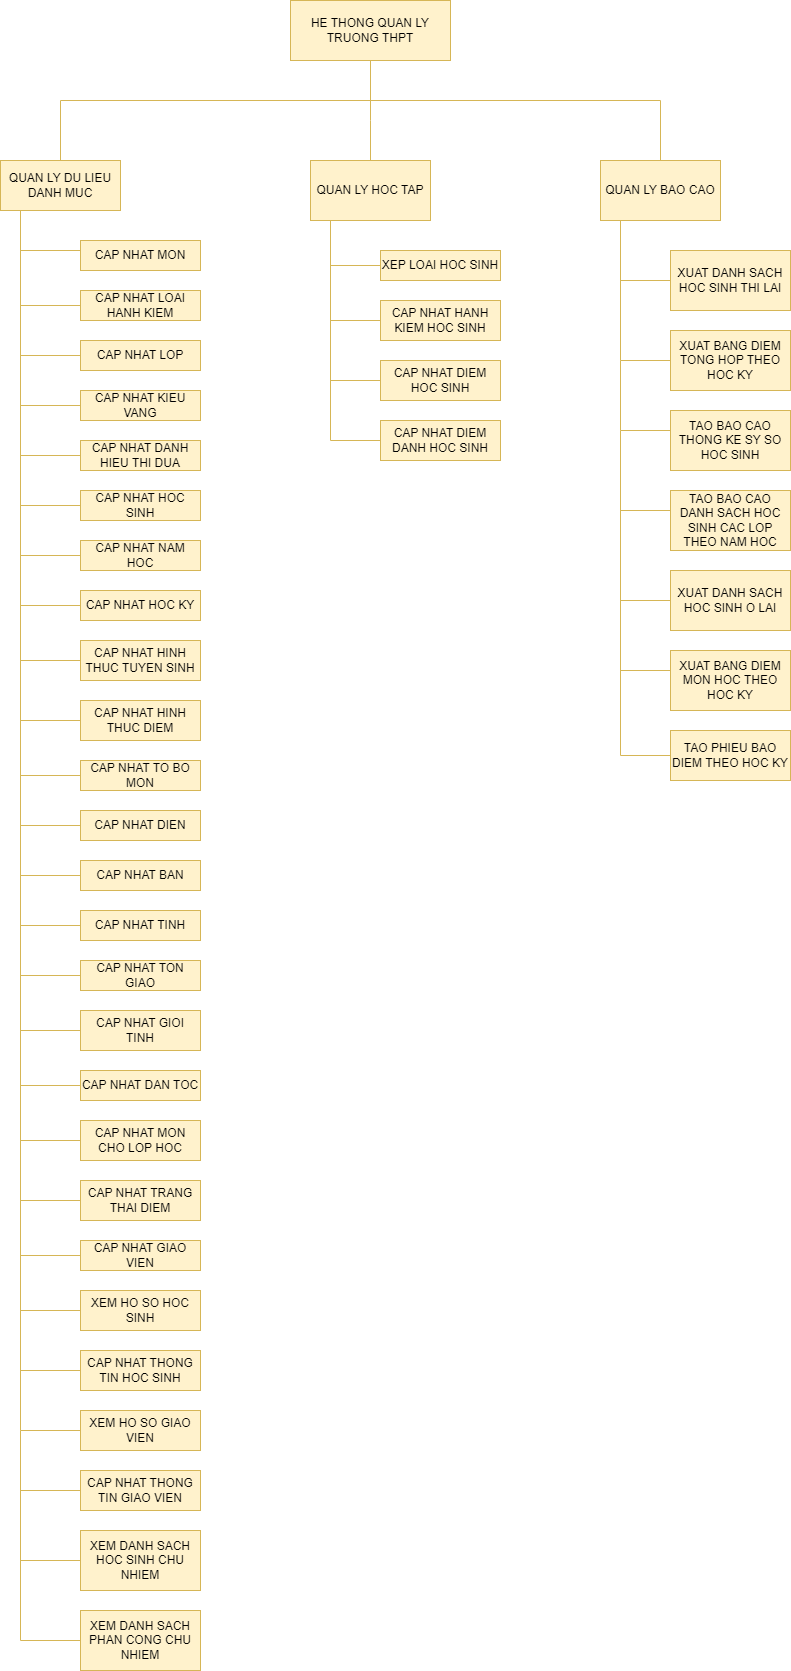 HE THONG QUAN LY
TRUONG THPT
QUAN LY DU LIEU
DANH MUC
CAP NHAT MON
CAP NHAT LOAI
HANH KIEM
CAP NHAT LOP
CAP NHAT KIEU
VANG
CAP NHAT DANH
HIEU THI DUA
CAP NHAT HOC
SINH
CAP NHAT NAM
HOC
CAP NHAT HOC KY
CAP NHAT HINH
THUC TUYEN SINH
CAP NHAT HINH
THUC DIEM
CAP NHAT TO BO
MON
CAP NHAT DIEN
CAP NHAT BAN
CAP NHAT TINH
CAP NHAT TON
GIAO
CAP NHAT GIOI
TINH
CAP NHAT DAN TOC
CAP NHAT MON
CHO LOP HOC
CAP NHAT TRANG
THAI DIEM
CAP NHAT GIAO
VIEN
XEM HO SO HOC
SINH
CAP NHAT THONG
TIN HOC SINH
XEM HO SO GIAO
VIEN
CAP NHAT THONG
TIN GIAO VIEN
XEM DANH SACH
HOC SINH CHU
NHIEM
XEM DANH SACH
PHAN CONG CHU
NHIEM
QUAN LY HOC TAP
XEP LOAI HOC SINH
CAP NHAT HANH
KIEM HOC SINH
CAP NHAT DIEM
HOC SINH
CAP NHAT DIEM
DANH HOC SINH
QUAN LY BAO CAO
XUAT DANH SACH
HOC SINH THI LAI
XUAT BANG DIEM
TONG HOP THEO
HOC KY
TAO BAO CAO
THONG KE SY SO
HOC SINH
TAO BAO CAO
DANH SACH HOC
SINH CAC LOP
THEO NAM HOC
XUAT DANH SACH
HOC SINH O LAI
XUAT BANG DIEM
MON HOC THEO
HOC KY
TAO PHIEU BAO
DIEM THEO HOC KY